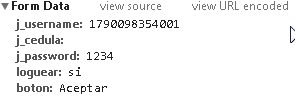 Form Data view source view URL encoded
j_username: 1790098354001
j_cedula:
j_password: 1234
loguear: si
boton: Aceptar